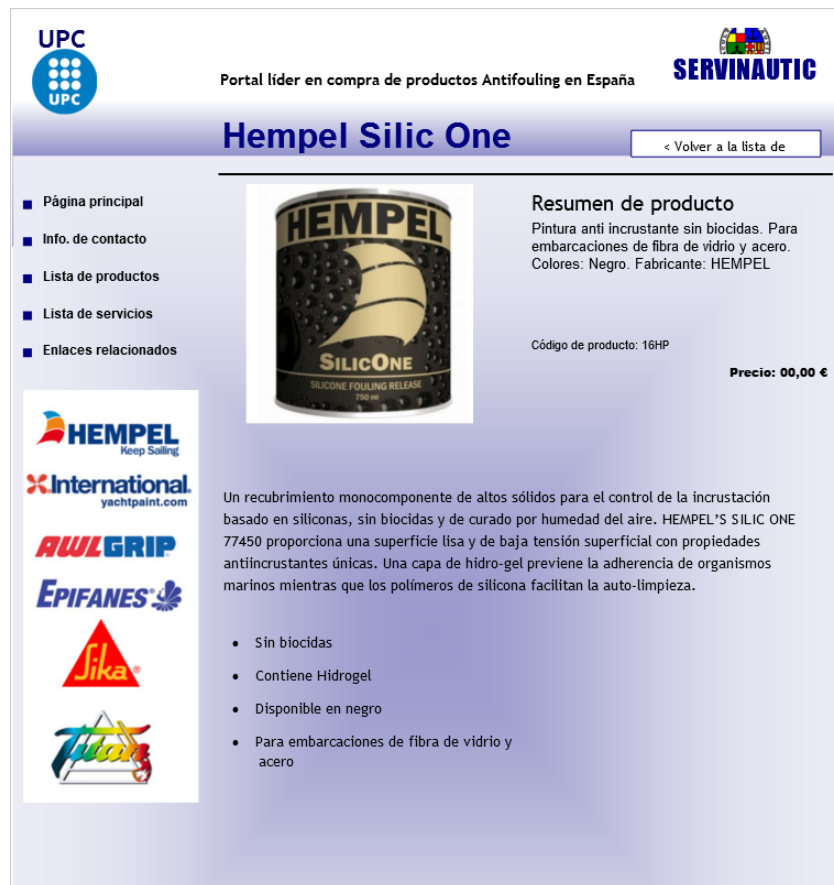 UPC
UPC
Portal líder en compra de productos Antifouling en España
SERVINAUTIC
Hempel Silic One
< Volver a la lista de
Página principal
Info. de contacto
Lista de productos
Lista de servicios
Enlaces relacionados
HEMPEL
SILICONE
SILICONE FOULING RELEASE
750 ml
Resumen de producto
Pintura anti incrustante sin biocidas. Para
embarcaciones de fibra de vidrio y acero.
Colores: Negro. Fabricante: HEMPEL
Código de producto: 16HP
Precio: 00,00 €
HEMPEL
Keep Sailing
International.
yachtpaint.com
AWLGRIP
EPIFANES®
Sika®
Titan
Un recubrimiento monocomponente de altos sólidos para el control de la incrustación
basado en siliconas, sin biocidas y de curado por humedad del aire. HEMPEL'S SILIC ONE
77450 proporciona una superficie lisa y de baja tensión superficial con propiedades
antiincrustantes únicas. Una capa de hidro-gel previene la adherencia de organismos
marinos mientras que los polímeros de silicona facilitan la auto-limpieza.
• Sin biocidas
• Contiene Hidrogel
• Disponible en negro
• Para embarcaciones de fibra de vidrio y
acero